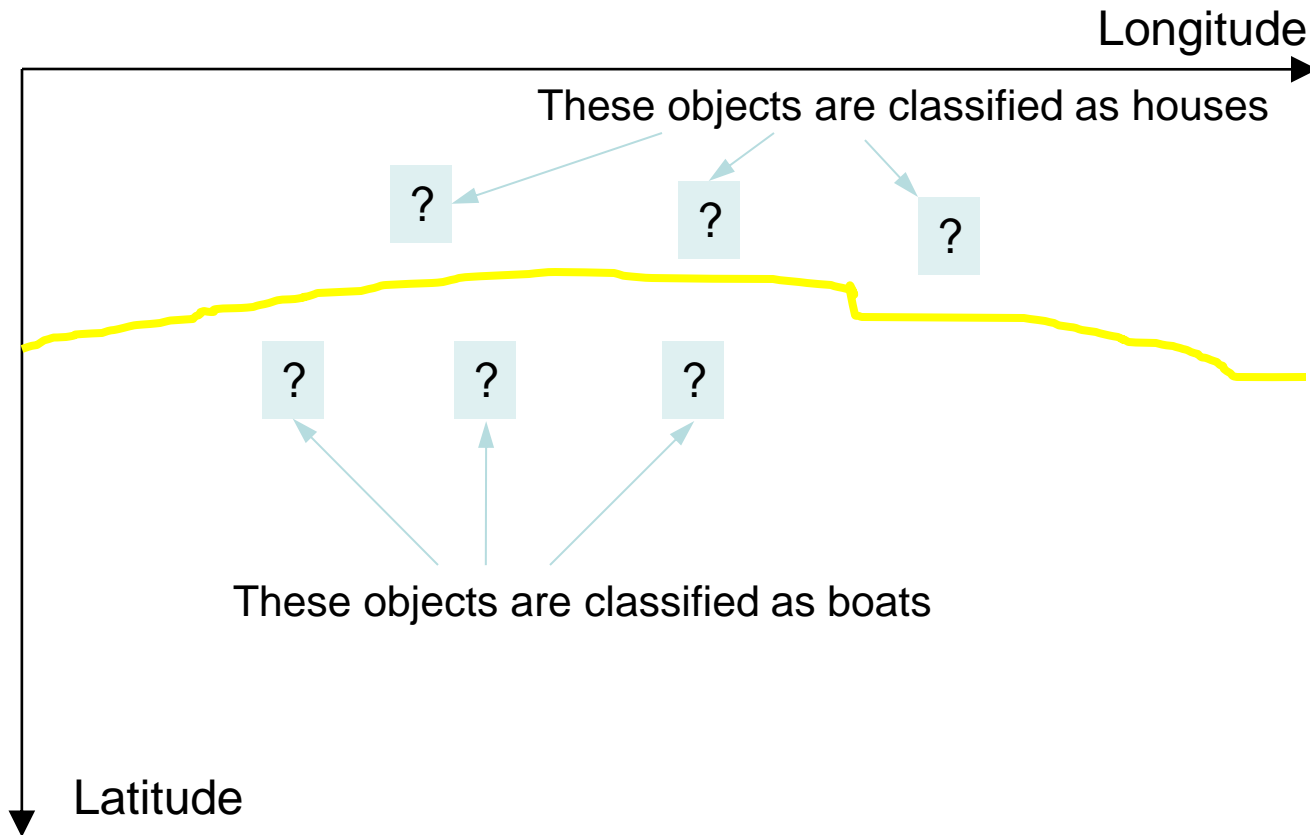 Longitude
These objects are classified as houses
?
?
?
?
?
?
These objects are classified as boats
Latitude